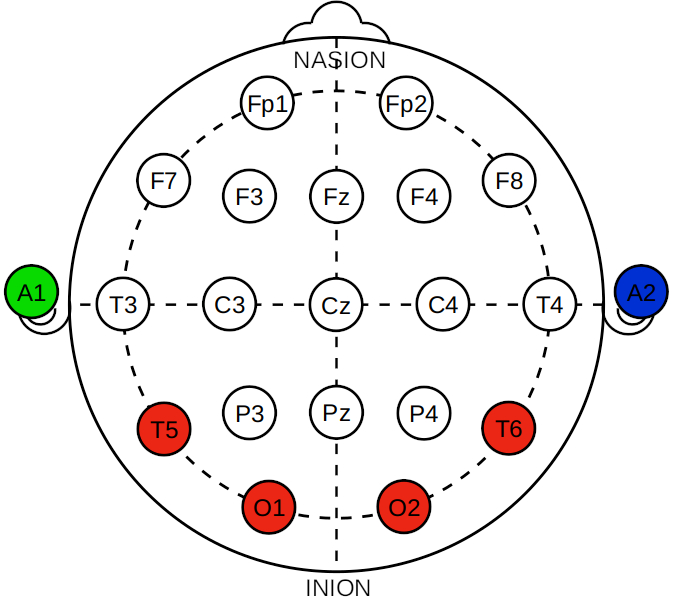 NASION
Fp1 Fp2
F7 F3 Fz F4 F8
A1 T3 C3 Cz C4 T4 A2
T5 P3 Pz P4 T6
O1 O2
INION